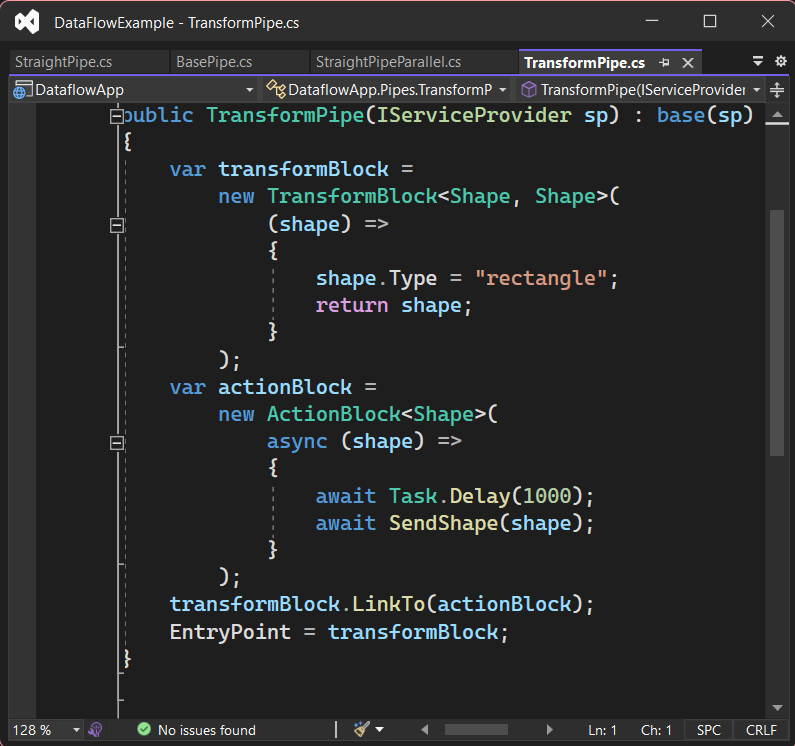 DataFlowExample - TransformPipe.cs
StraightPipe.cs BasePipe.cs StraightPipeParallel.cs TransformPipe.cs
DataflowApp DataflowApp.Pipes.TransformP TransformPipe(IServiceProvider
public TransformPipe(IServiceProvider sp) : base(sp)
{
var transformBlock =
new TransformBlock<Shape, Shape>(
(shape) =>
{
shape.Type = "rectangle";
return shape;
}
);
var actionBlock =
new ActionBlock<Shape>(
async (shape) =>
{
await Task.Delay(1000);
await SendShape(shape);
}
);
transformBlock.LinkTo(actionBlock);
EntryPoint = transformBlock;
}
128 % No issues found Ln: 1 Ch: 1 SPC CRLF